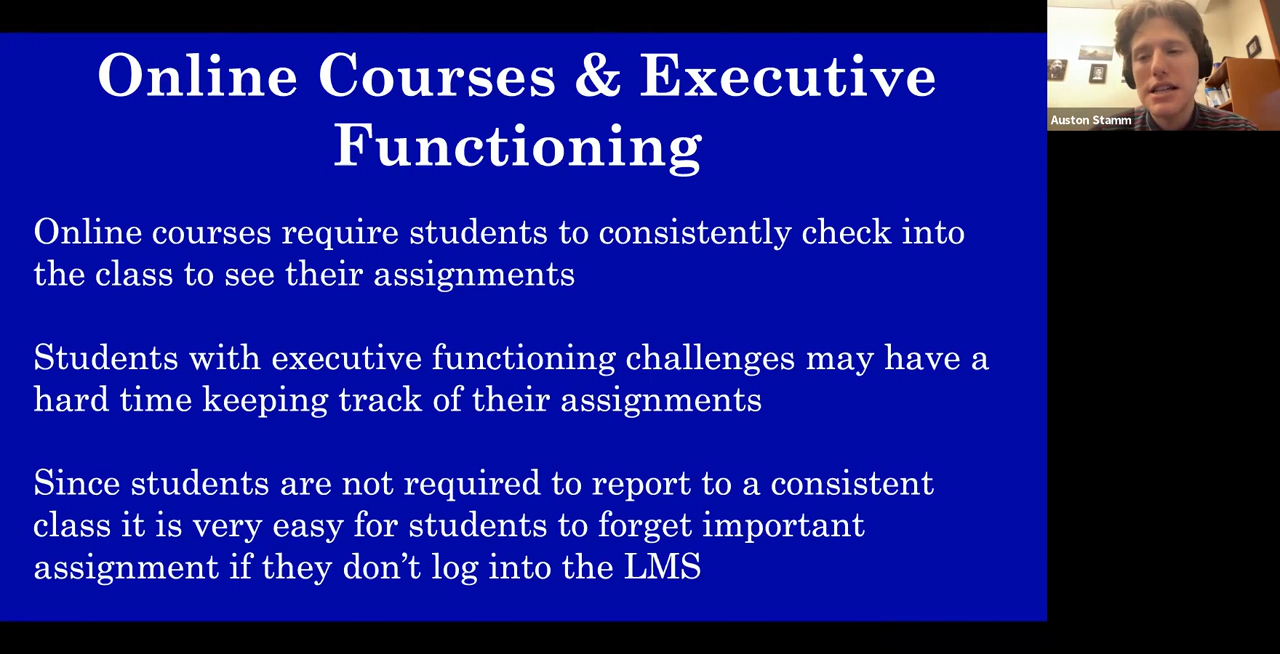 Online Courses & Executive
Functioning
Online courses require students to consistently check into
the class to see their assignments
Students with executive functioning challenges may have a
hard time keeping track of their assignments
Since students are not required to report to a consistent
class it is very easy for students to forget important
assignment if they don’t log into the LMS
Auston Stamm